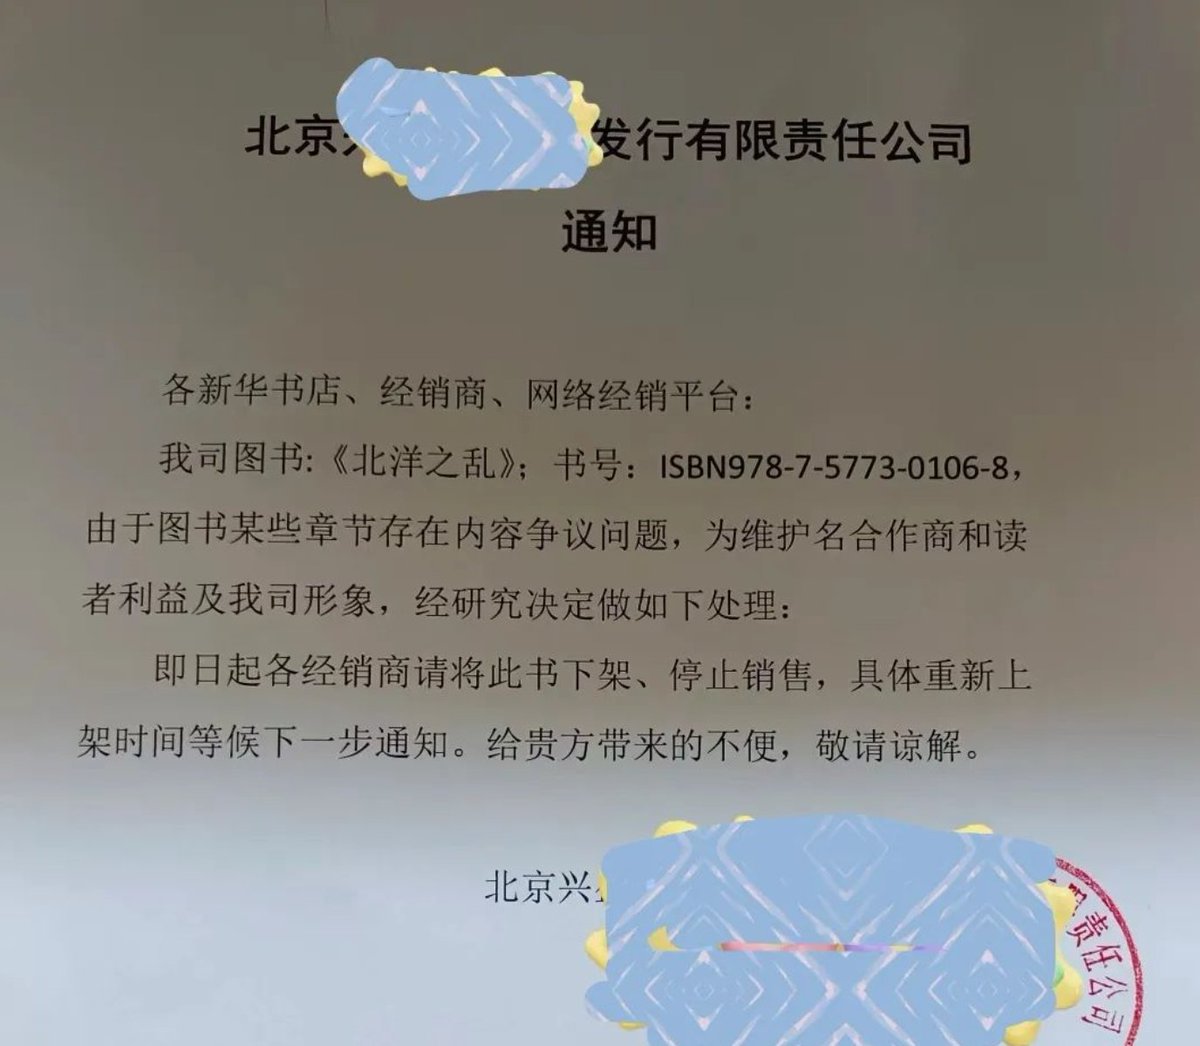 北京兴 发行有限责任公司
通知
各新华书店、经销商、网络经销平台：
我司图书:《北洋之乱》；书号：ISBN978-7-5773-0106-8，
由于图书某些章节存在内容争议问题，为维护名合作商和读
者利益及我司形象，经研究决定做如下处理：
即日起各经销商请将此书下架、停止销售，具体重新上
架时间等候下一步通知。给贵方带来的不便，敬请谅解。
北京兴
限责任公司